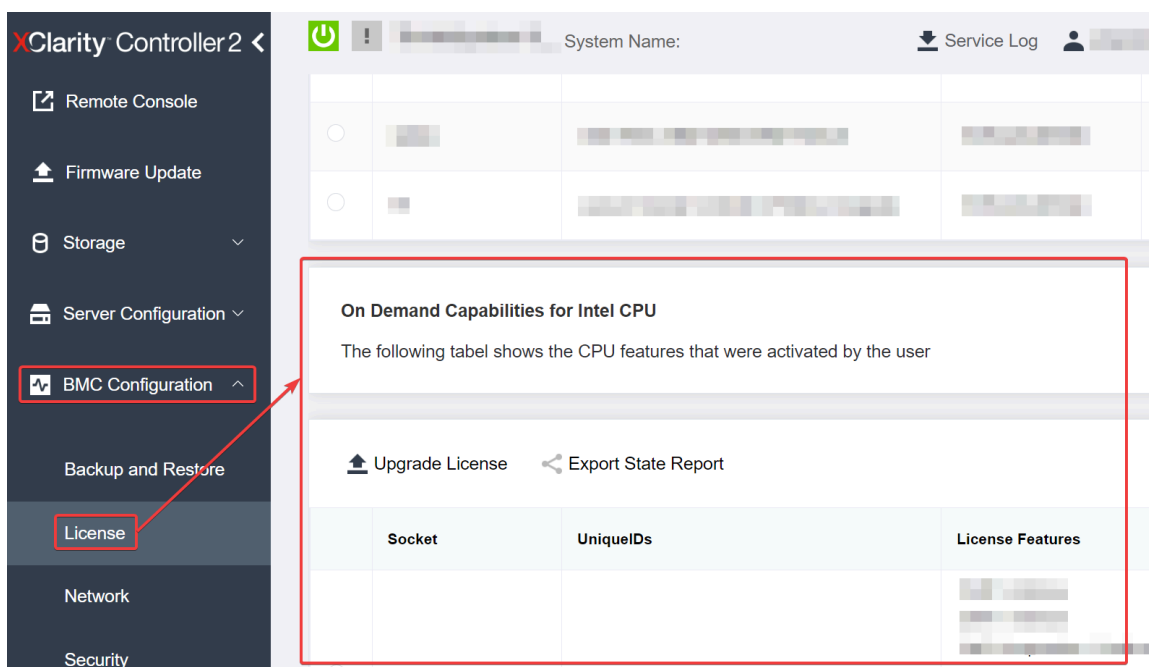 XClarity Controller 2
System Name:
Service Log
Remote Console
Firmware Update
Storage
Server Configuration
BMC Configuration
Backup and Restore
License
Network
Security
On Demand Capabilities for Intel CPU
The following tabel shows the CPU features that were activated by the user
Upgrade License
Export State Report
Socket
UniqueIDs
License Features